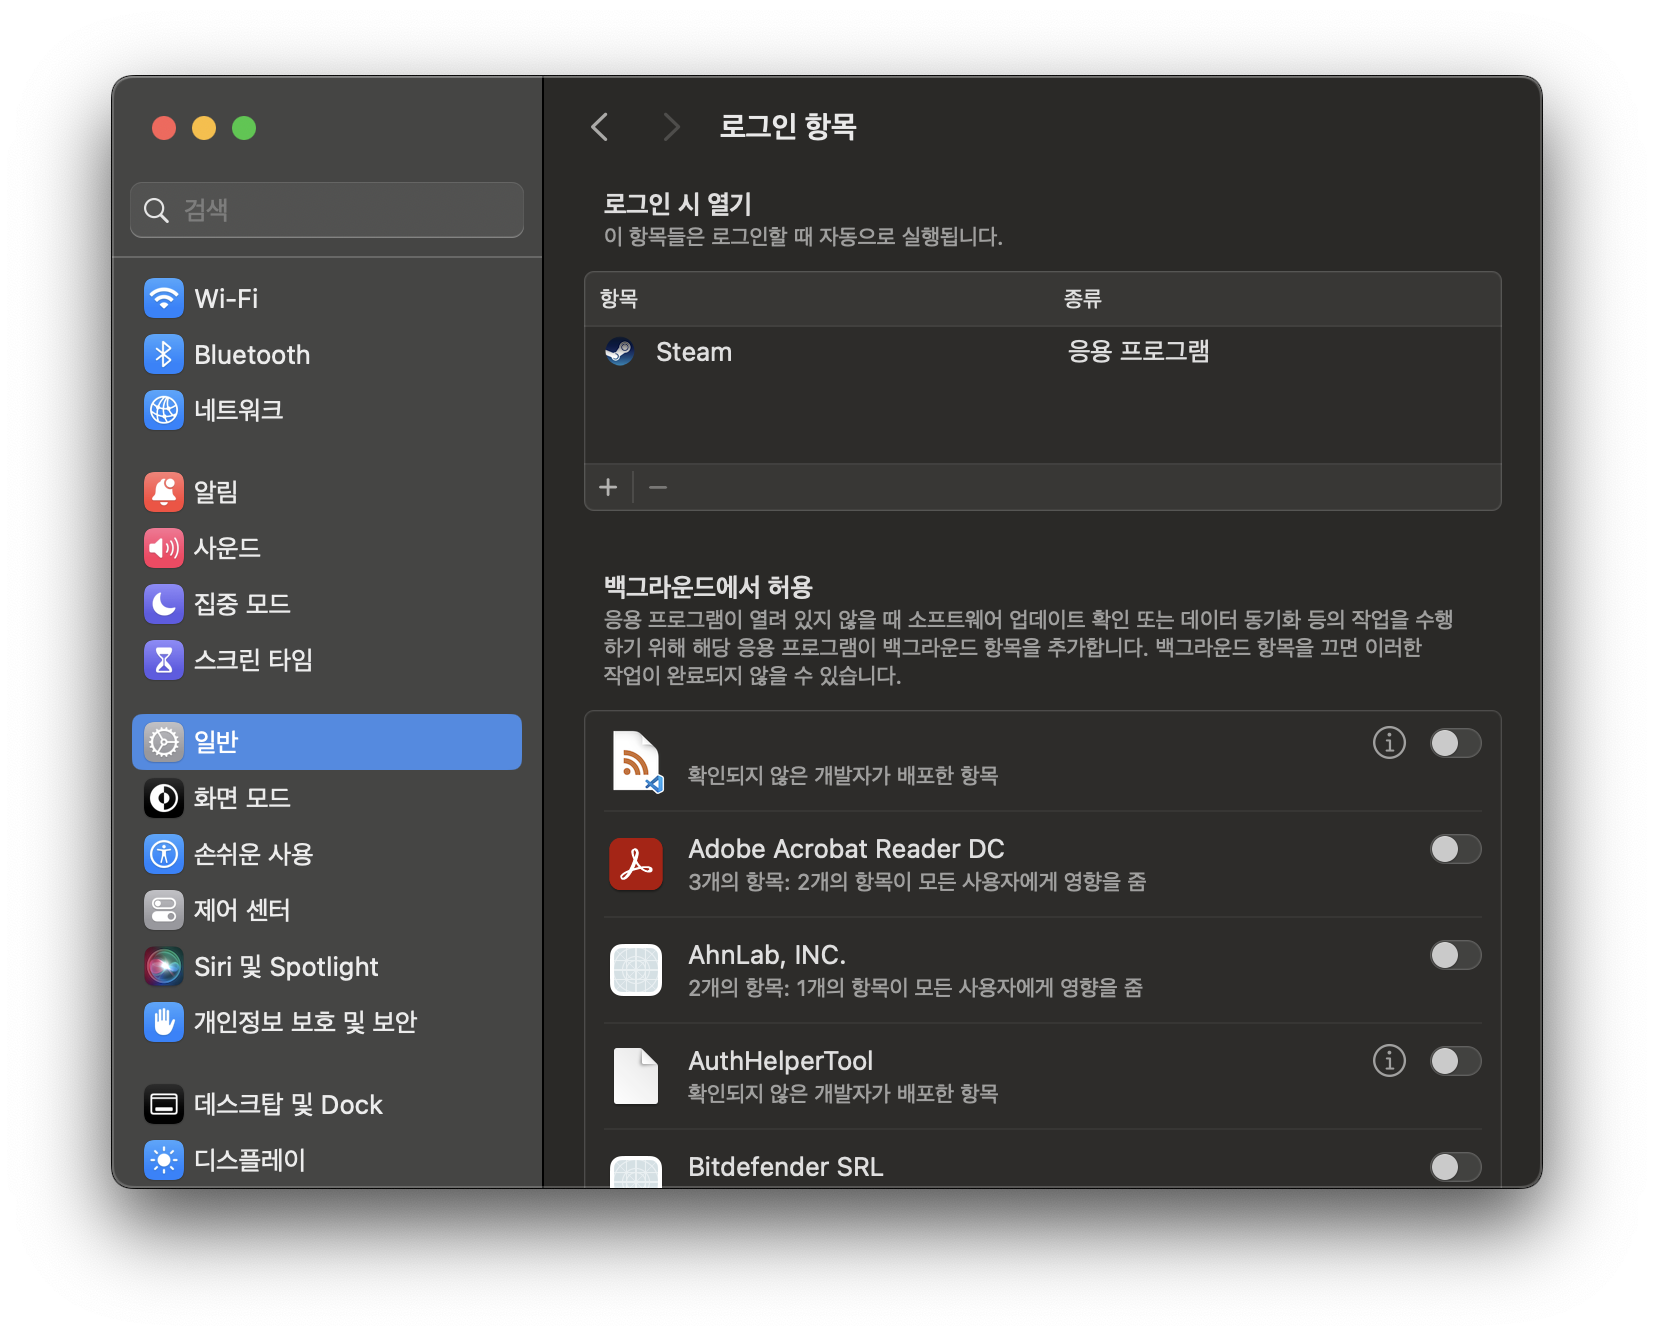 로그인 항목
검색
Wi-Fi
Bluetooth
네트워크
알림
사운드
집중 모드
스크린 타임
일반
화면 모드
손쉬운 사용
제어 센터
Siri 및 Spotlight
개인정보 보호 및 보안
데스크탑 및 Dock
디스플레이
로그인 시 열기
이 항목들은 로그인할 때 자동으로 실행됩니다.
항목 종류
Steam 응용 프로그램
백그라운드에서 허용
응용 프로그램이 열려 있지 않을 때 소프트웨어 업데이트 확인 또는 데이터 동기화 등의 작업을 수행
하기 위해 해당 응용 프로그램이 백그라운드 항목을 추가합니다. 백그라운드 항목을 끄면 이러한
작업이 완료되지 않을 수 있습니다.
확인되지 않은 개발자가 배포한 항목
Adobe Acrobat Reader DC
3개의 항목: 2개의 항목이 모든 사용자에게 영향을 줌
AhnLab, INC.
2개의 항목: 1개의 항목이 모든 사용자에게 영향을 줌
AuthHelperTool
확인되지 않은 개발자가 배포한 항목
Bitdefender SRL